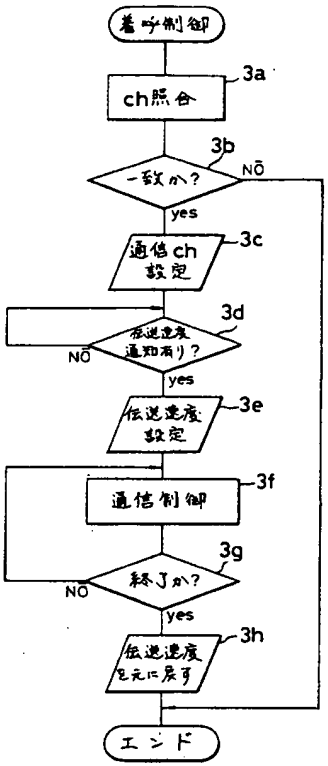 着呼制御
3a
ch照合
3b
一致か?
NO
yes
3c
通信ch
設定
3d
伝送速度
通知有り?
NO
yes
3e
伝送速度
設定
3f
通信制御
3g
終了か?
NO
yes
3h
伝送速度
を元に戻す
エンド